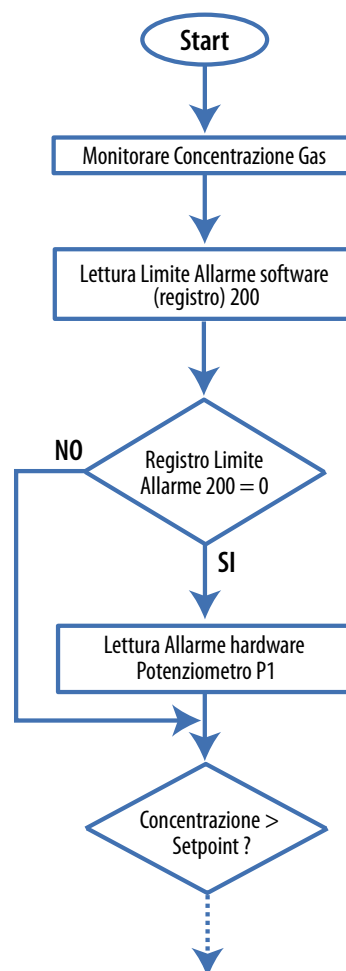 Start
Monitorare Concentrazione Gas
Lettura Limite Allarme software
(registro) 200
NO
Registro Limite
Allarme 200 = 0
SI
Lettura Allarme hardware
Potenziometro P1
Concentrazione >
Setpoint ?